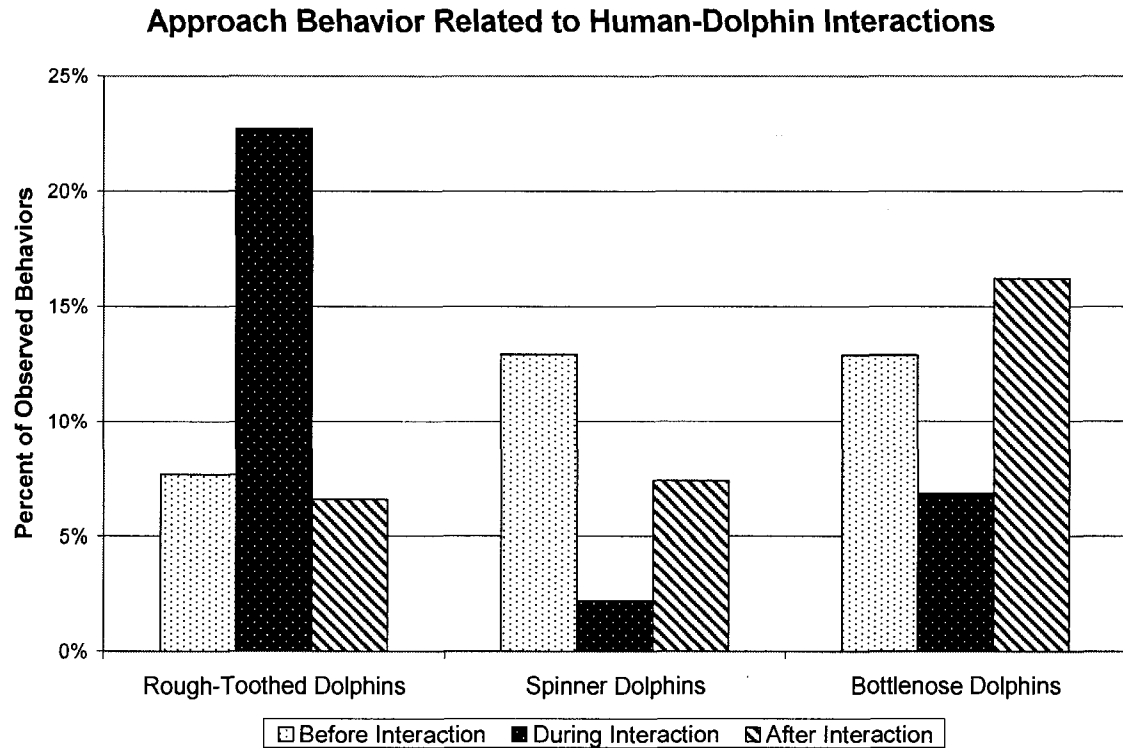 Approach Behavior Related to Human-Dolphin Interactions
Percent of Observed Behaviors
25%
20%
15%
10%
5%
0%
Rough-Toothed Dolphins Spinner Dolphins Bottlenose Dolphins
Before Interaction During Interaction After Interaction